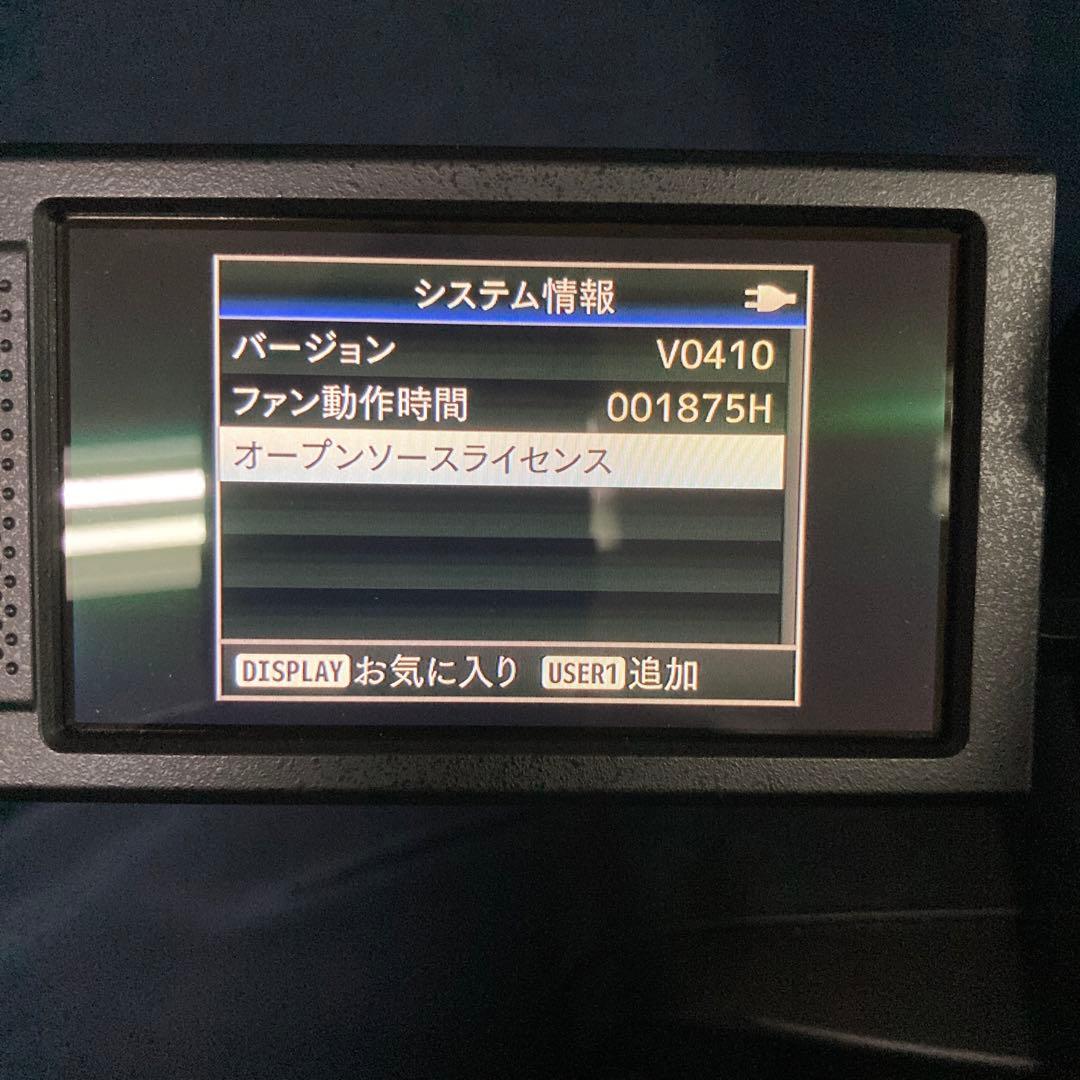 システム情報
バージョン V0410
ファン動作時間 001875H
オープンソースライセンス
DISPLAY お気に入り USER1 追加